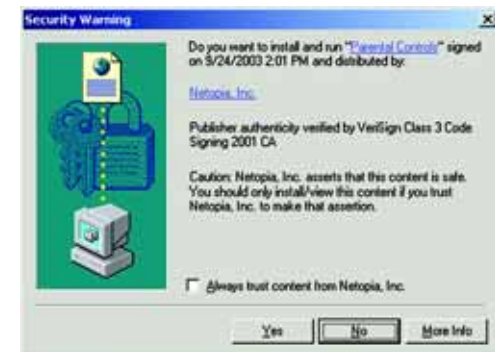 Security Warning
Do you want to install and run "Parental Controls" signed
on 9/24/2003 2:01 PM and distributed by:
Netopia, Inc.
Publisher authenticity verified by VeriSign Class 3 Code
Signing 2001 CA
Caution: Netopia, Inc. asserts that this content is safe.
You should only install/view this content if you trust
Netopia, Inc. to make that assertion.
Always trust content from Netopia, Inc.
Yes No More Info